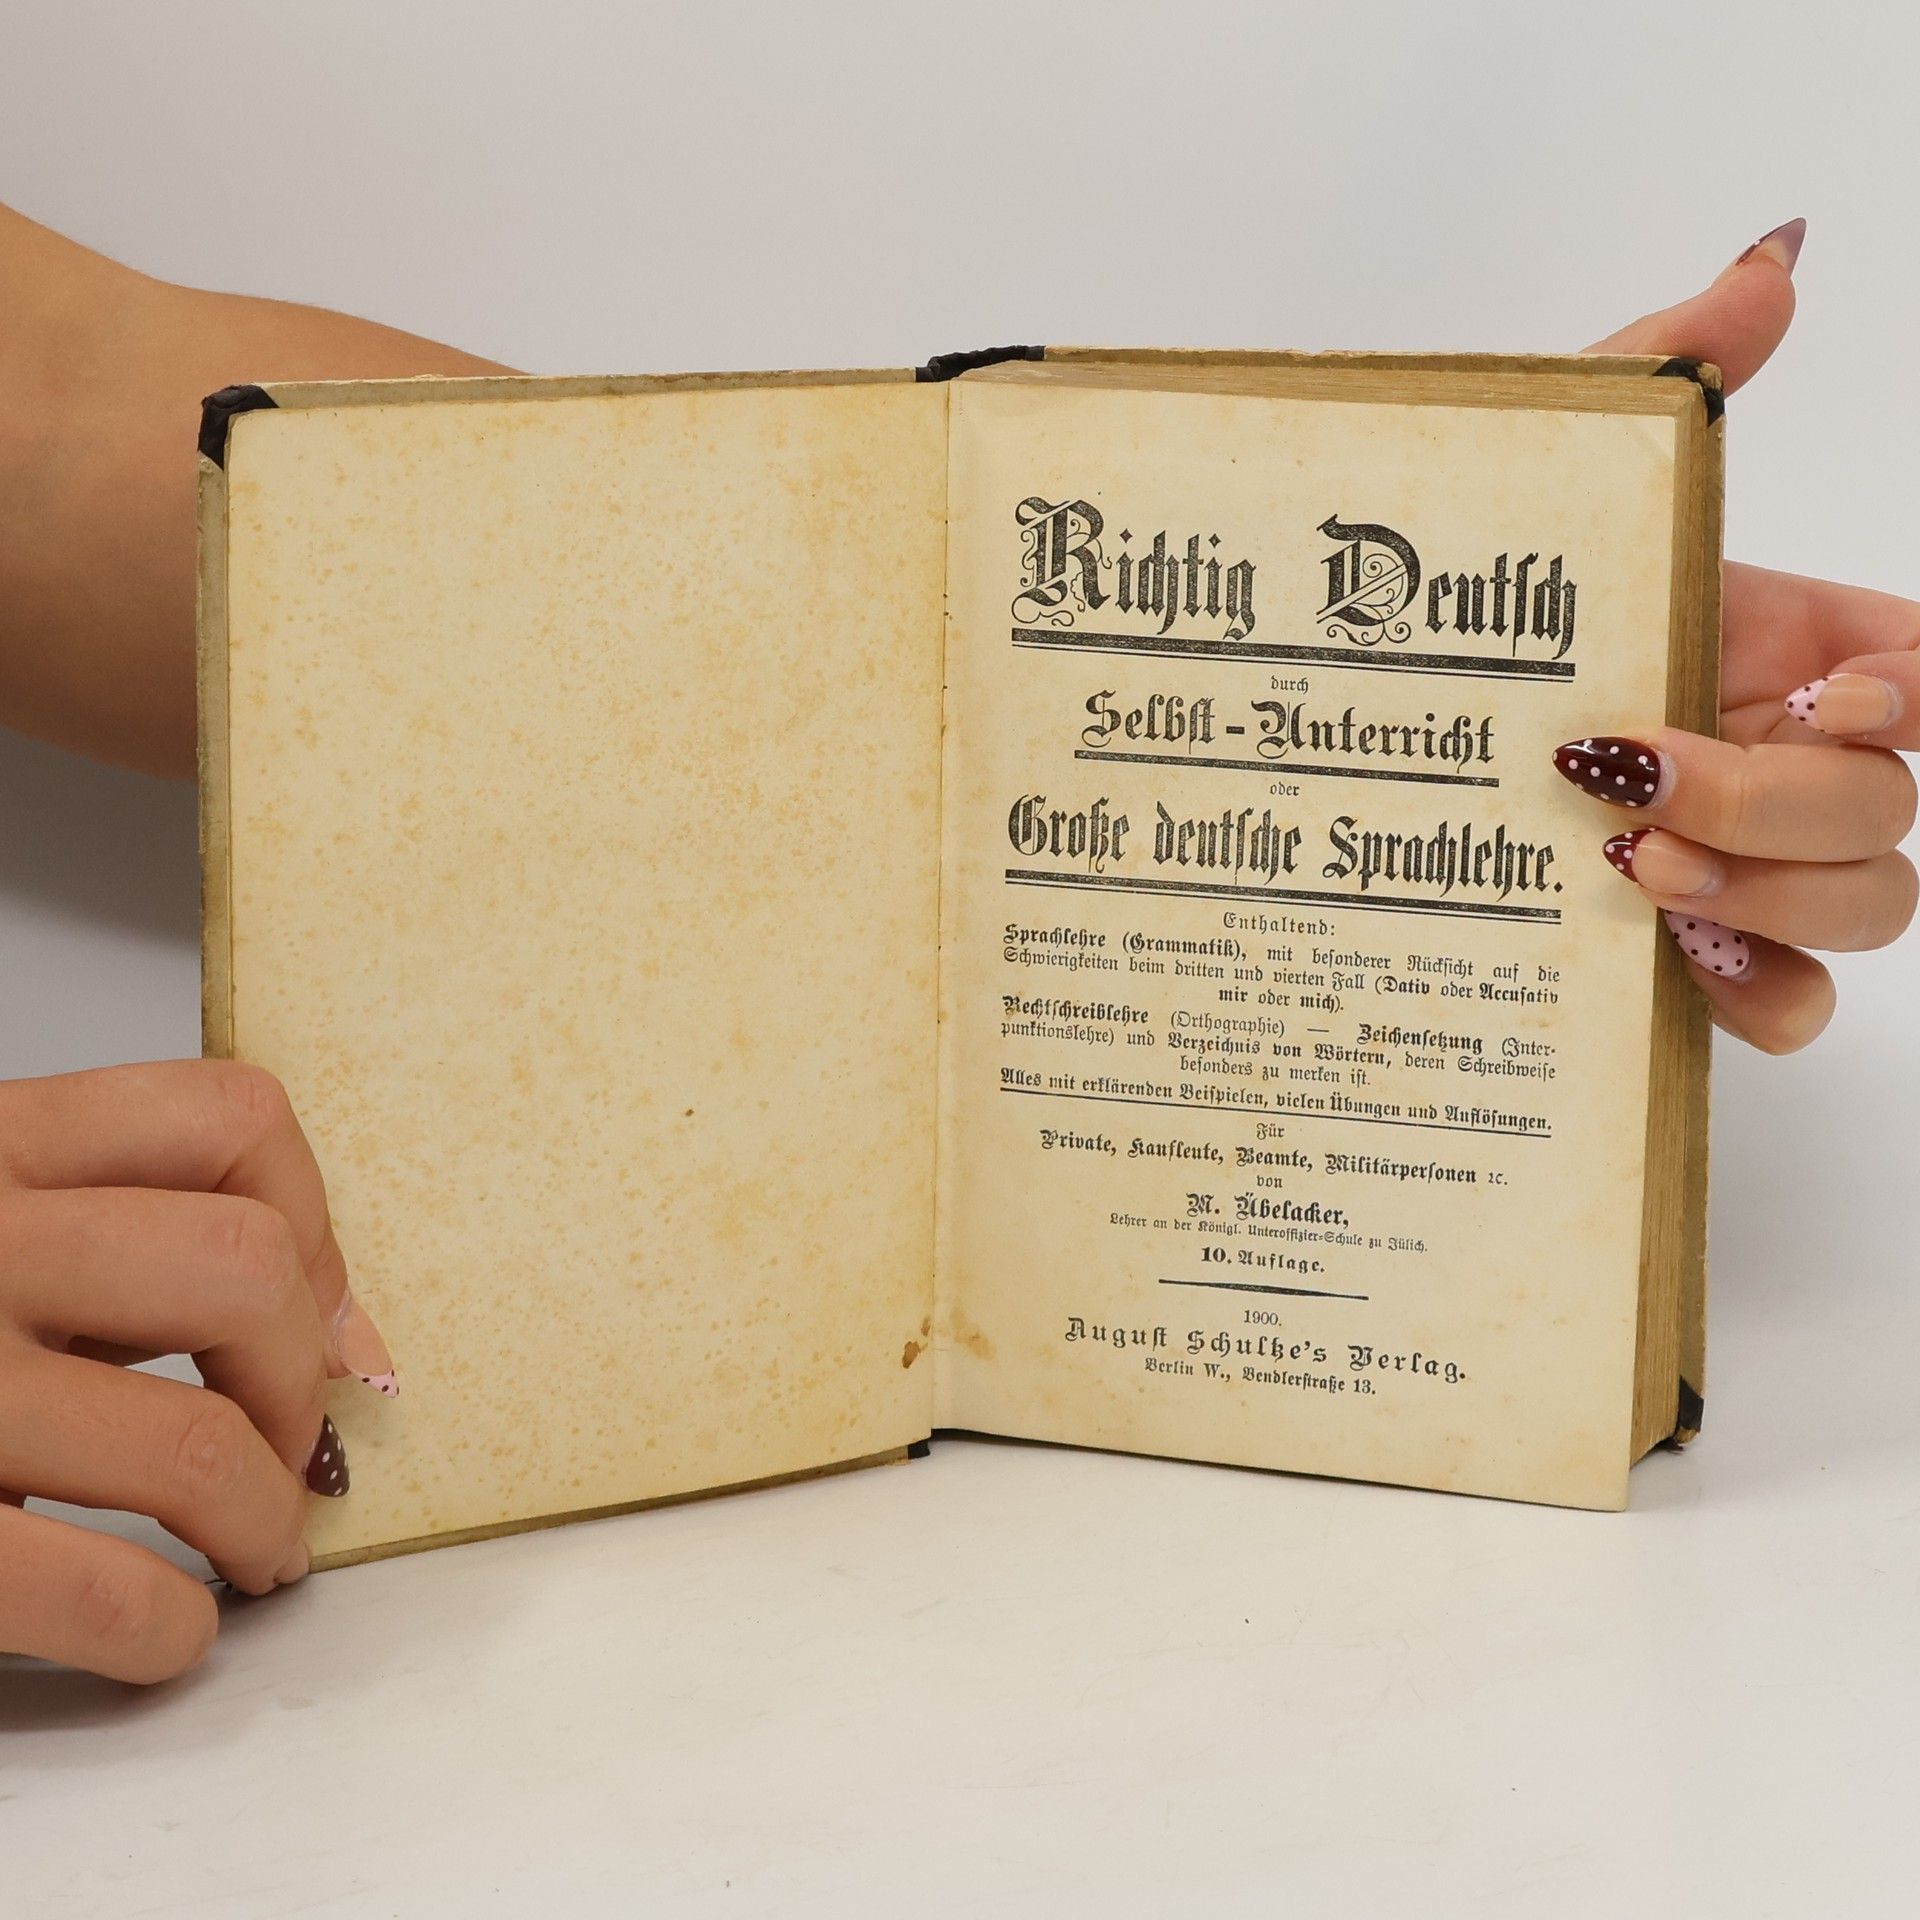 Richtig Deutsch
durch
Selbst-Unterricht
oder
Große deutsche Sprachlehre.
Enthaltend:
Sprachlehre (Grammatik), mit besonderer Rücksicht auf die
Schwierigkeiten beim dritten und vierten Fall (Dativ oder Accusativ
mir oder mich).
Rechtschreiblehre (Orthographie) — Zeichensetzung (Inter-
punktionslehre) und Verzeichnis von Wörtern, deren Schreibweise
besonders zu merken ist.
Alles mit erklärenden Beispielen, vielen Übungen und Auflösungen.
Für
Private, Kaufleute, Beamte, Militärpersonen ꝛc.
von
M. Übelacker,
Lehrer an der Königl. Unteroffizier-Schule zu Jülich.
10. Auflage.
1900.
August Schultze's Verlag.
Berlin W., Bendlerstraße 13.